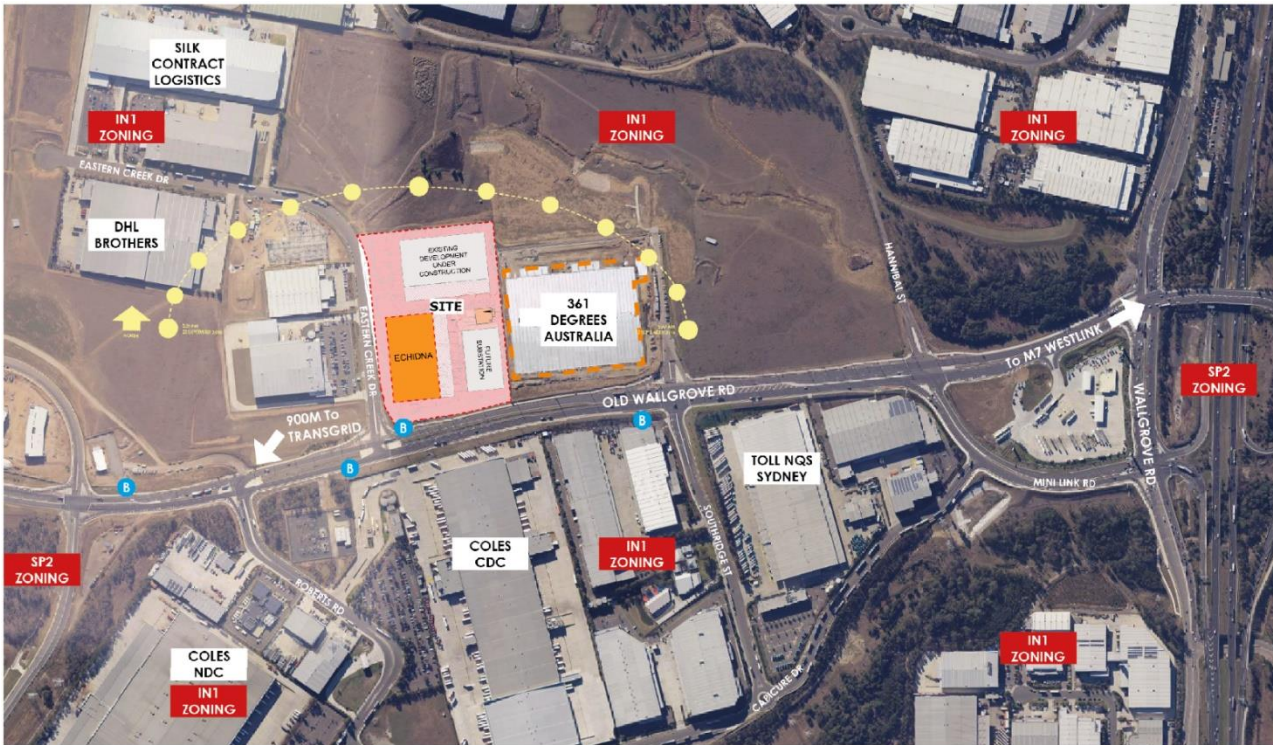 SILK
CONTRACT
LOGISTICS
IN1
ZONING
IN1
ZONING
IN1
ZONING
EASTERN CREEK DR
DHL
BROTHERS
EXISTING
DEVELOPMENT
UNDER
CONSTRUCTION
SITE
ECHIDNA
FUTURE
SUBSTATION
361
DEGREES
AUSTRALIA
EASTERN CREEK DR
HANNIBAL ST
To M7 WESTLINK
OLD WALLGROVE RD
SP2
ZONING
WALLGROVE RD
900M To
TRANSGRID
B
B
B
B
TOLL NQS
SYDNEY
MINI LINK RD
COLES
CDC
IN1
ZONING
SOUTHRIDGE ST
SP2
ZONING
ROBERTS RD
COLES
NDC
IN1
ZONING
CAPICURE DR
IN1
ZONING